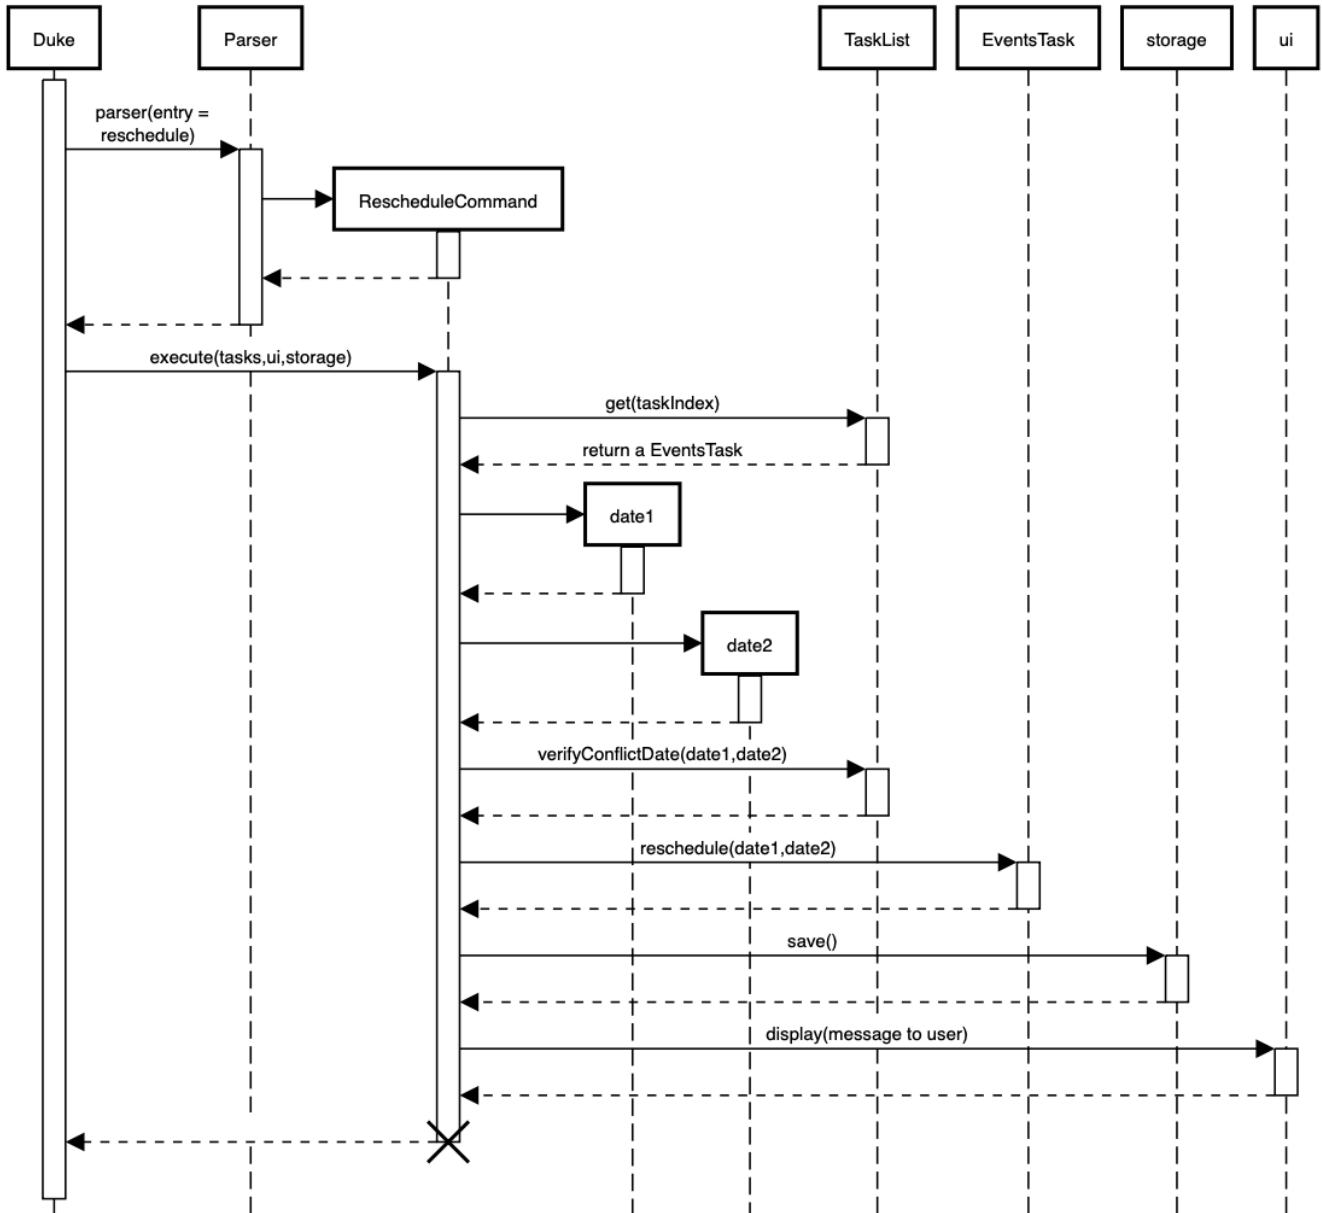 Duke
Parser
TaskList
EventsTask
storage
ui
parser(entry =
reschedule)
RescheduleCommand
execute(tasks,ui,storage)
get(taskIndex)
return a EventsTask
date1
date2
verifyConflictDate(date1,date2)
reschedule(date1,date2)
save()
display(message to user)